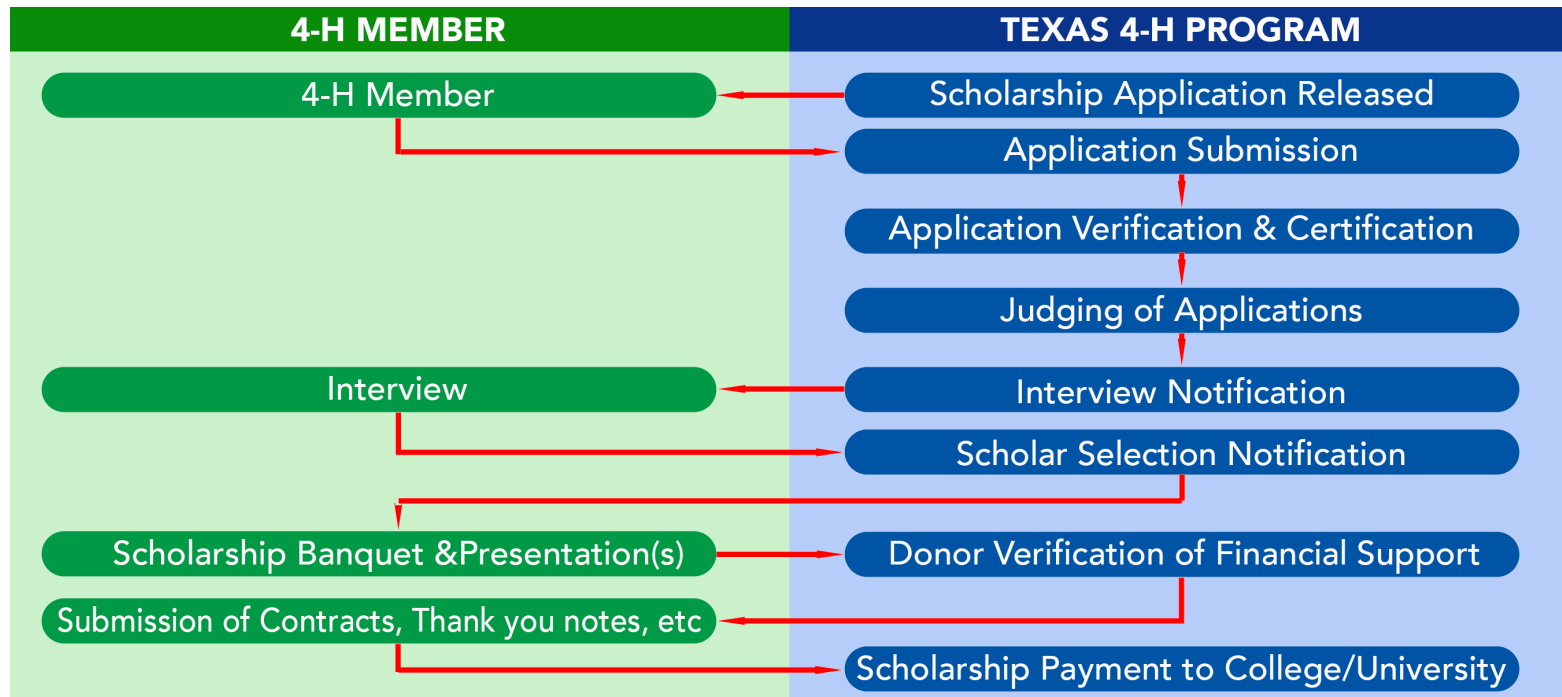 4-H MEMBER
TEXAS 4-H PROGRAM
4-H Member
Scholarship Application Released
Application Submission
Application Verification & Certification
Judging of Applications
Interview
Interview Notification
Scholar Selection Notification
Scholarship Banquet &Presentation(s)
Donor Verification of Financial Support
Submission of Contracts, Thank you notes, etc
Scholarship Payment to College/University